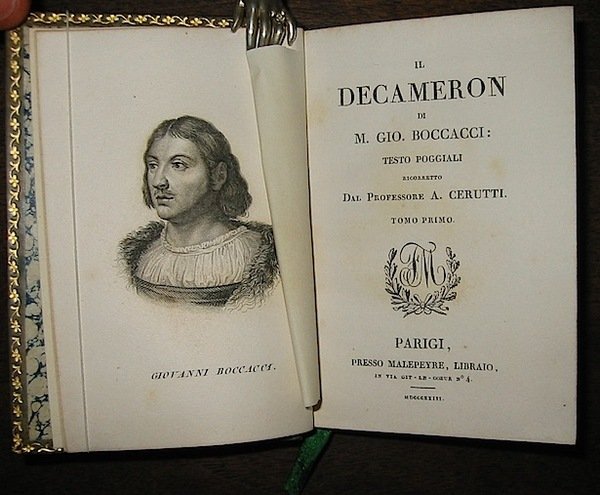 GIOVANNI BOCCACCI.
IL
DECAMERON
DI
M. GIO. BOCCACCI:
TESTO POGGIALI
RICORRETTO
DAL PROFESSORE A. CERUTTI.
TOMO PRIMO.
PARIGI,
PRESSO MALEPEYRE, LIBRAIO,
IN VIA GIT-LE-COEUR N° 4.
MDCCCXXIII.